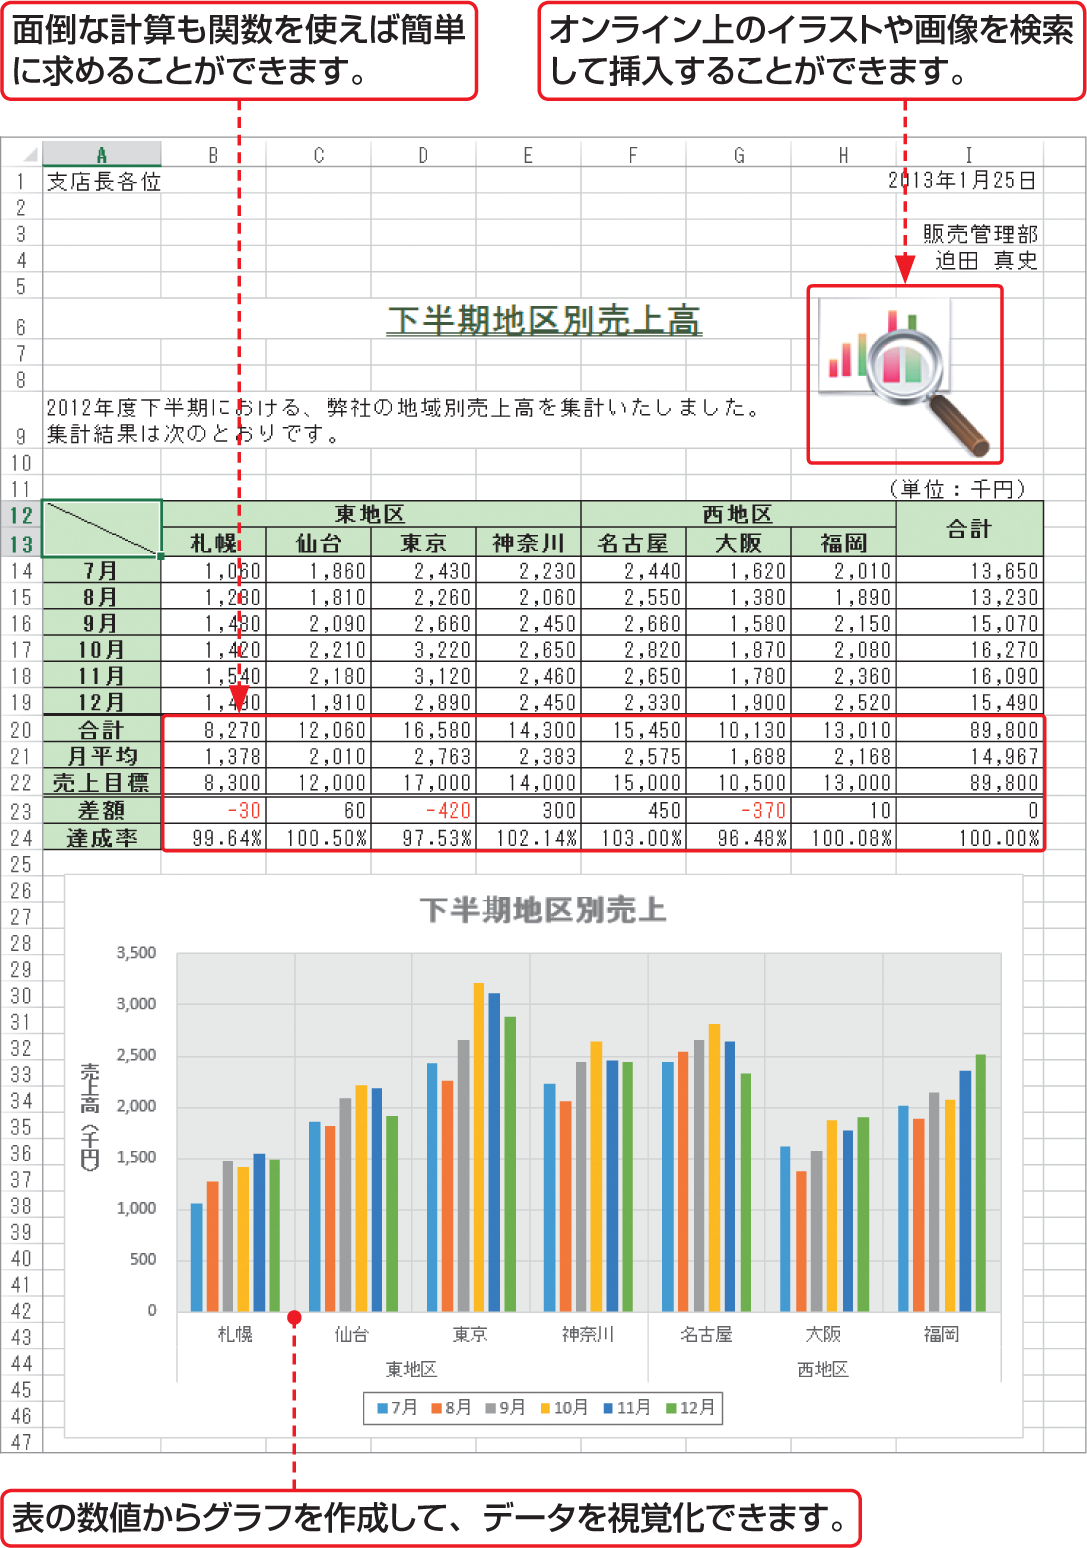 面倒な計算も関数を使えば簡単
に求めることができます。
オンライン上のイラストや画像を検索
して挿入することができます。
A B C D E F G H I
1 支店長各位 2013年1月25日
2
3 販売管理部
4 迫田 真史
5
6 下半期地区別売上高
7
8
2012年度下半期における、弊社の地域別売上高を集計いたしました。
9 集計結果は次のとおりです。
10
11 （単位：千円）
12 東地区 西地区 合計
13 札幌 仙台 東京 神奈川 名古屋 大阪 福岡
14 7月 1,060 1,860 2,430 2,230 2,440 1,620 2,010 13,650
15 8月 1,280 1,810 2,260 2,060 2,550 1,380 1,890 13,230
16 9月 1,480 2,090 2,660 2,450 2,660 1,580 2,150 15,070
17 10月 1,420 2,210 3,220 2,650 2,820 1,870 2,080 16,270
18 11月 1,540 2,180 3,120 2,460 2,650 1,780 2,360 16,090
19 12月 1,490 1,910 2,890 2,450 2,330 1,900 2,520 15,490
20 合計 8,270 12,060 16,580 14,300 15,450 10,130 13,010 89,800
21 月平均 1,378 2,010 2,763 2,383 2,575 1,688 2,168 14,967
22 売上目標 8,300 12,000 17,000 14,000 15,000 10,500 13,000 89,800
23 差額 -30 60 -420 300 450 -370 10 0
24 達成率 99.64% 100.50% 97.53% 102.14% 103.00% 96.48% 100.08% 100.00%
25
26
27
28
29
30
31
32
33
34
35
36
37
38
39
40
41
42
43
44
45
46
47
下半期地区別売上
売上高（千円）
3,500
3,000
2,500
2,000
1,500
1,000
500
0
札幌 仙台 東京 神奈川 名古屋 大阪 福岡
東地区 西地区
7月 8月 9月 10月 11月 12月
表の数値からグラフを作成して、データを視覚化できます。